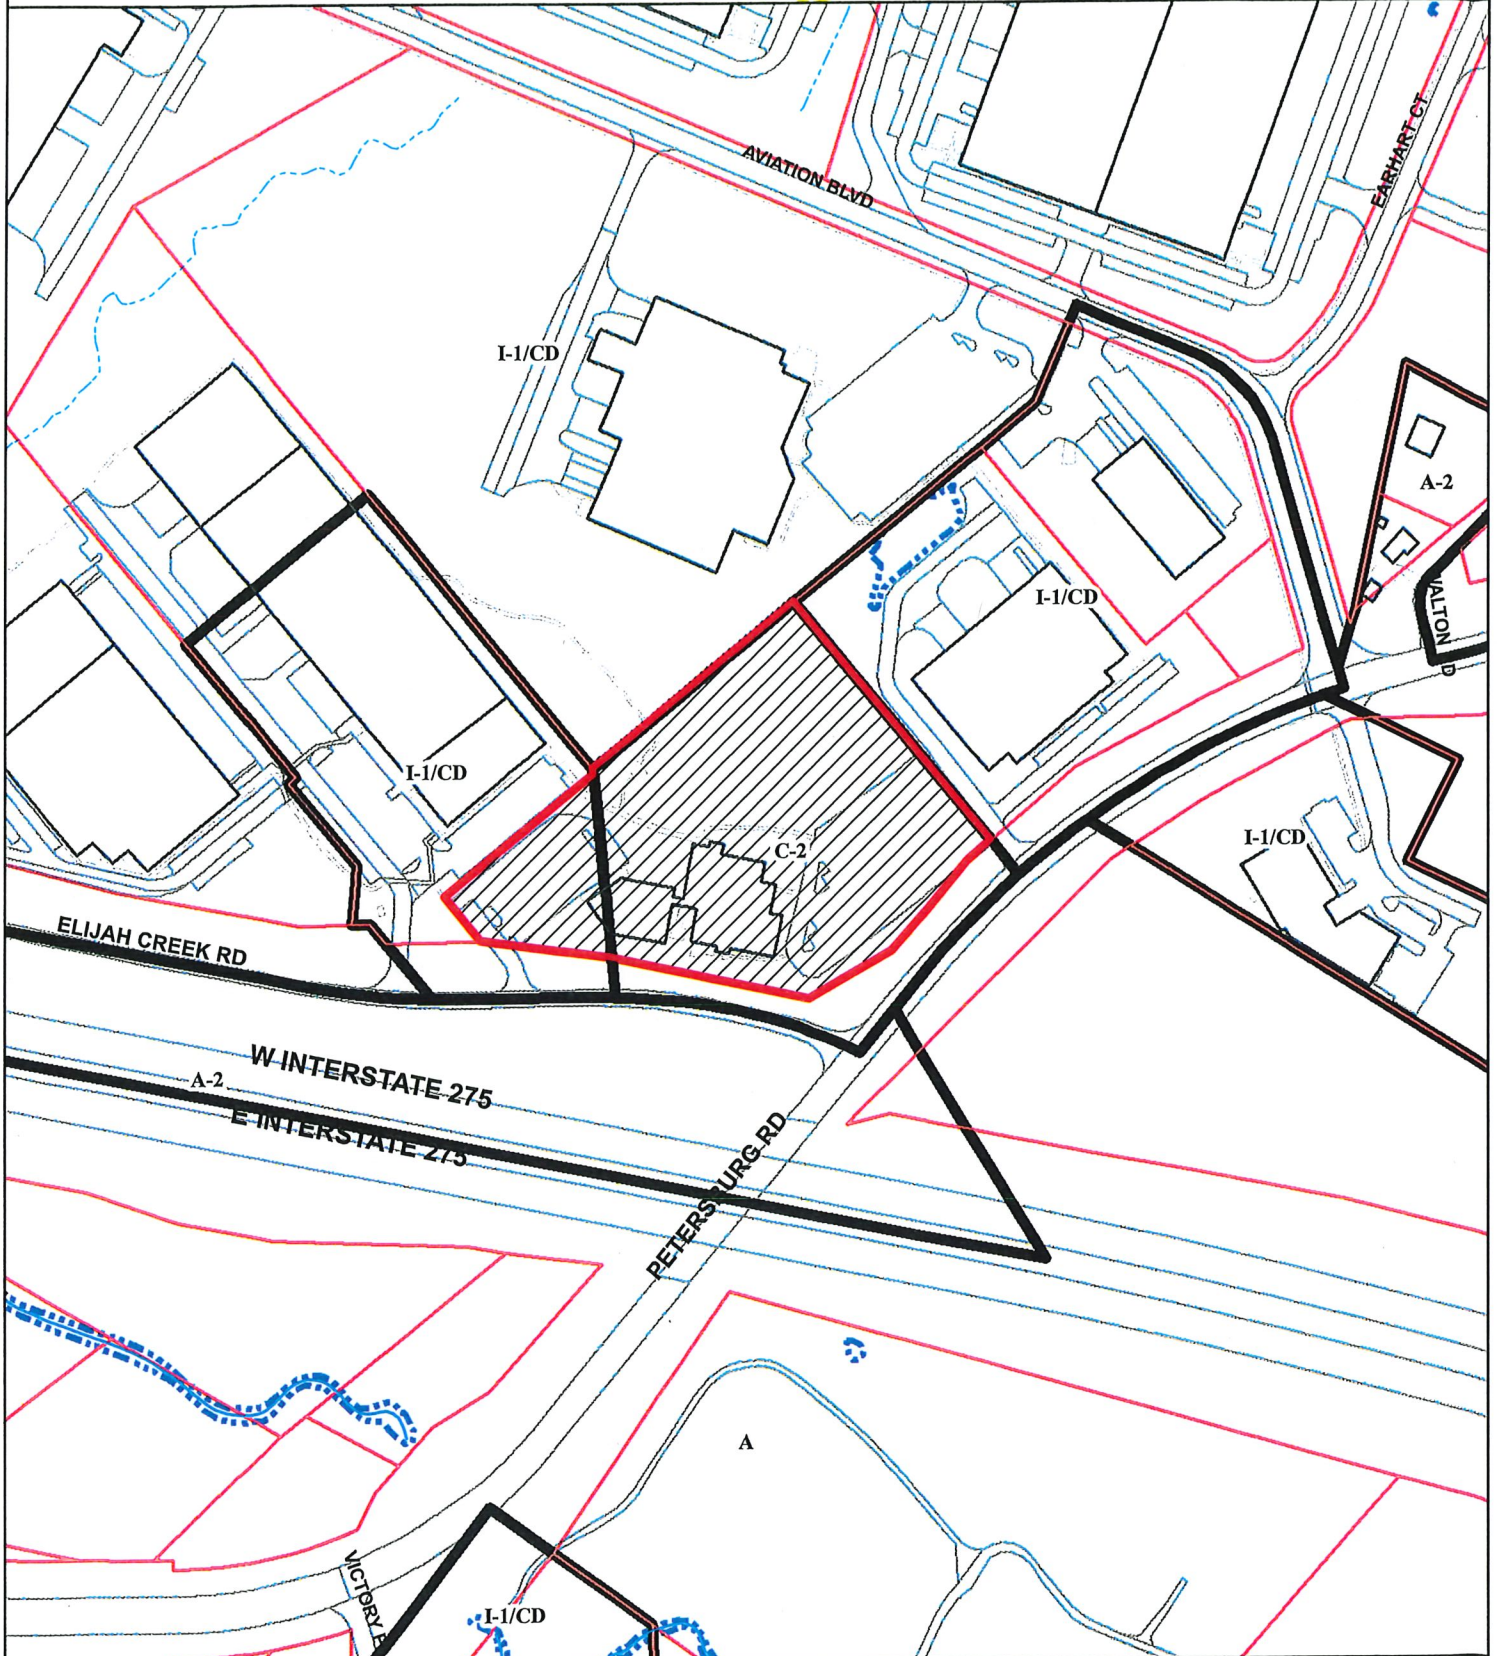 AVIATION BLVD
EARHART CT
I-1/CD
A-2
I-1/CD
I-1/CD
C-2
I-1/CD
ELIJAH CREEK RD
W INTERSTATE 275
A-2
E INTERSTATE 275
PETERSBURG RD
A
VICTORY
I-1/CD